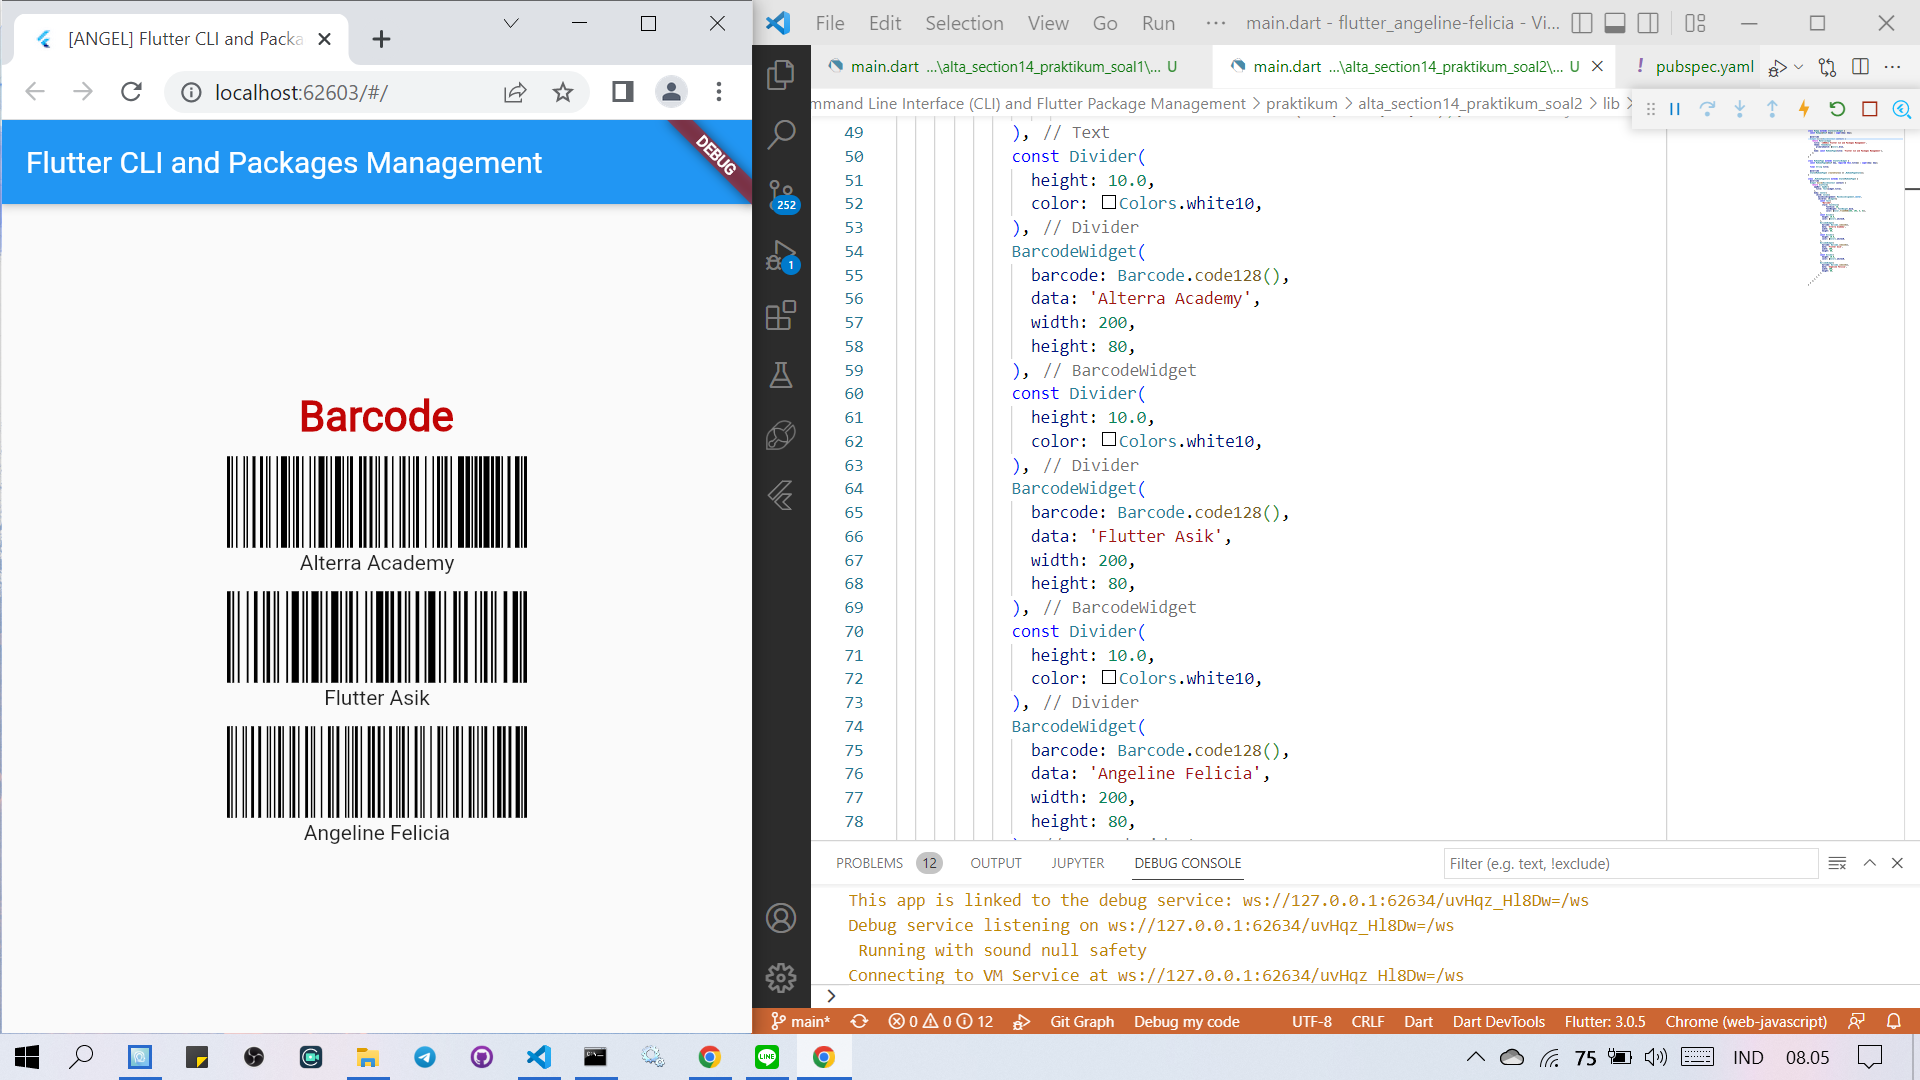 [ANGEL] Flutter CLI and Packa
localhost:62603/#/
Flutter CLI and Packages Management
DEBUG
Barcode
Alterra Academy
Flutter Asik
Angeline Felicia
File Edit Selection View Go Run ··· main.dart - flutter_angeline-felicia - Vi...
main.dart ...\alta_section14_praktikum_soal1\... U
main.dart ...\alta_section14_praktikum_soal2\... U
! pubspec.yaml
mmand Line Interface (CLI) and Flutter Package Management > praktikum > alta_section14_praktikum_soal2 > lib >
252
1
49 ), // Text
50 const Divider(
51 height: 10.0,
52 color: Colors.white10,
53 ), // Divider
54 BarcodeWidget(
55 barcode: Barcode.code128(),
56 data: 'Alterra Academy',
57 width: 200,
58 height: 80,
59 ), // BarcodeWidget
60 const Divider(
61 height: 10.0,
62 color: Colors.white10,
63 ), // Divider
64 BarcodeWidget(
65 barcode: Barcode.code128(),
66 data: 'Flutter Asik',
67 width: 200,
68 height: 80,
69 ), // BarcodeWidget
70 const Divider(
71 height: 10.0,
72 color: Colors.white10,
73 ), // Divider
74 BarcodeWidget(
75 barcode: Barcode.code128(),
76 data: 'Angeline Felicia',
77 width: 200,
78 height: 80,
PROBLEMS 12 OUTPUT JUPYTER DEBUG CONSOLE
Filter (e.g. text, !exclude)
This app is linked to the debug service: ws://127.0.0.1:62634/uvHqz_Hl8Dw=/ws
Debug service listening on ws://127.0.0.1:62634/uvHqz_Hl8Dw=/ws
Running with sound null safety
Connecting to VM Service at ws://127.0.0.1:62634/uvHqz_Hl8Dw=/ws
main* 0 0 12 Git Graph Debug my code UTF-8 CRLF Dart Dart DevTools Flutter: 3.0.5 Chrome (web-javascript)
LINE
75 IND 08.05